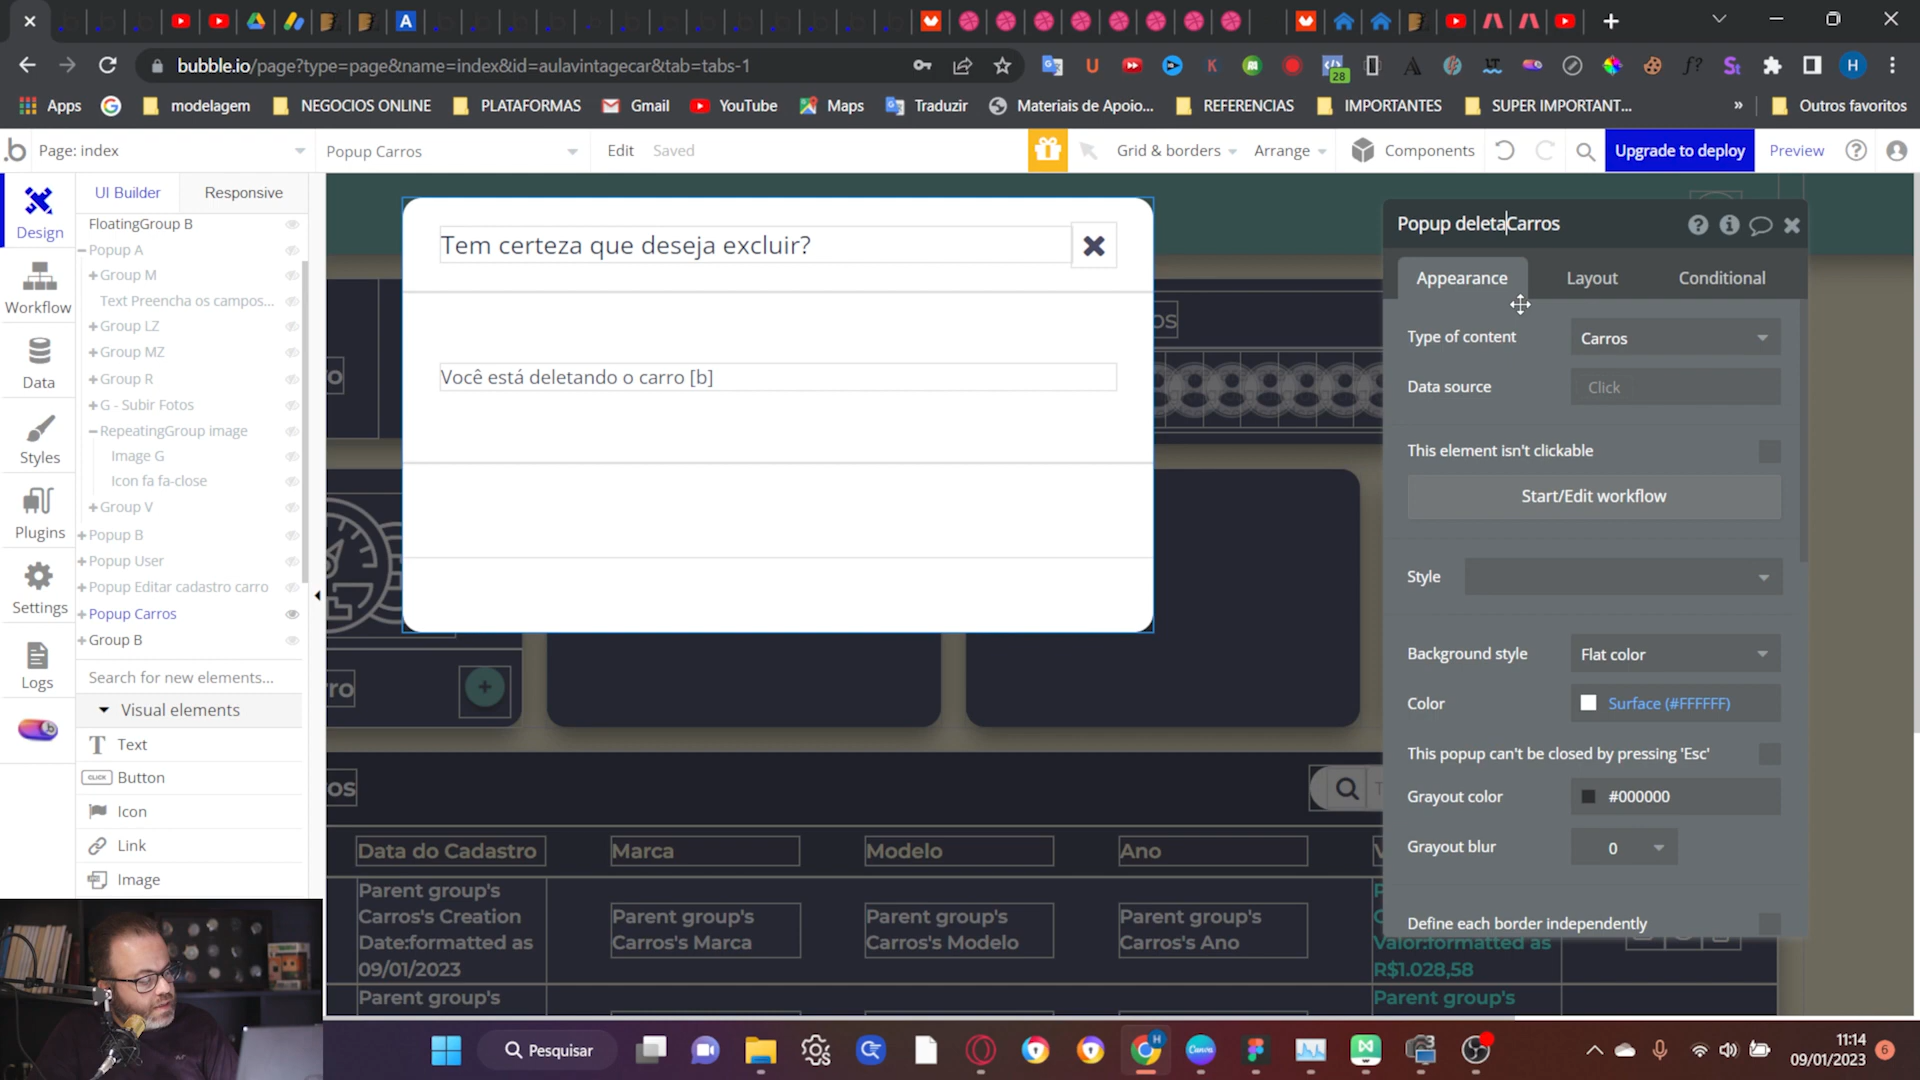 bubble.io/page?type=page&name=index&id=aulavintagecar&tab=tabs-1
28
H
Apps
modelagem
NEGOCIOS ONLINE
PLATAFORMAS
Gmail
YouTube
Maps
Traduzir
Materiais de Apoio...
REFERENCIAS
IMPORTANTES
SUPER IMPORTANT...
»
Outros favoritos
.b
Page: index
Popup Carros
Edit
Saved
Grid & borders
Arrange
Components
Upgrade to deploy
Preview
Design
Workflow
Data
Styles
Plugins
Settings
Logs
UI Builder
Responsive
FloatingGroup B
Popup A
Group M
Text Preencha os campos...
Group LZ
Group MZ
Group R
G - Subir Fotos
RepeatingGroup image
Image G
Icon fa fa-close
Group V
Popup B
Popup User
Popup Editar cadastro carro
Popup Carros
Group B
Search for new elements...
Visual elements
Text
CLICK Button
Icon
Link
Image
Tem certeza que deseja excluir?
Você está deletando o carro [b]
os
ro
os
Data do Cadastro
Marca
Modelo
Ano
Parent group's
Carros's Creation
Date:formatted as
09/01/2023
Parent group's
Carros's Marca
Parent group's
Carros's Modelo
Parent group's
Carros's Ano
Valor:formatted as
R$1.028,58
Parent group's
Parent group's
Popup deletaCarros
Appearance
Layout
Conditional
Type of content
Carros
Data source
Click
This element isn't clickable
Start/Edit workflow
Style
Background style
Flat color
Color
Surface (#FFFFFF)
This popup can't be closed by pressing 'Esc'
Grayout color
#000000
Grayout blur
0
Define each border independently
Pesquisar
11:14
09/01/2023
6